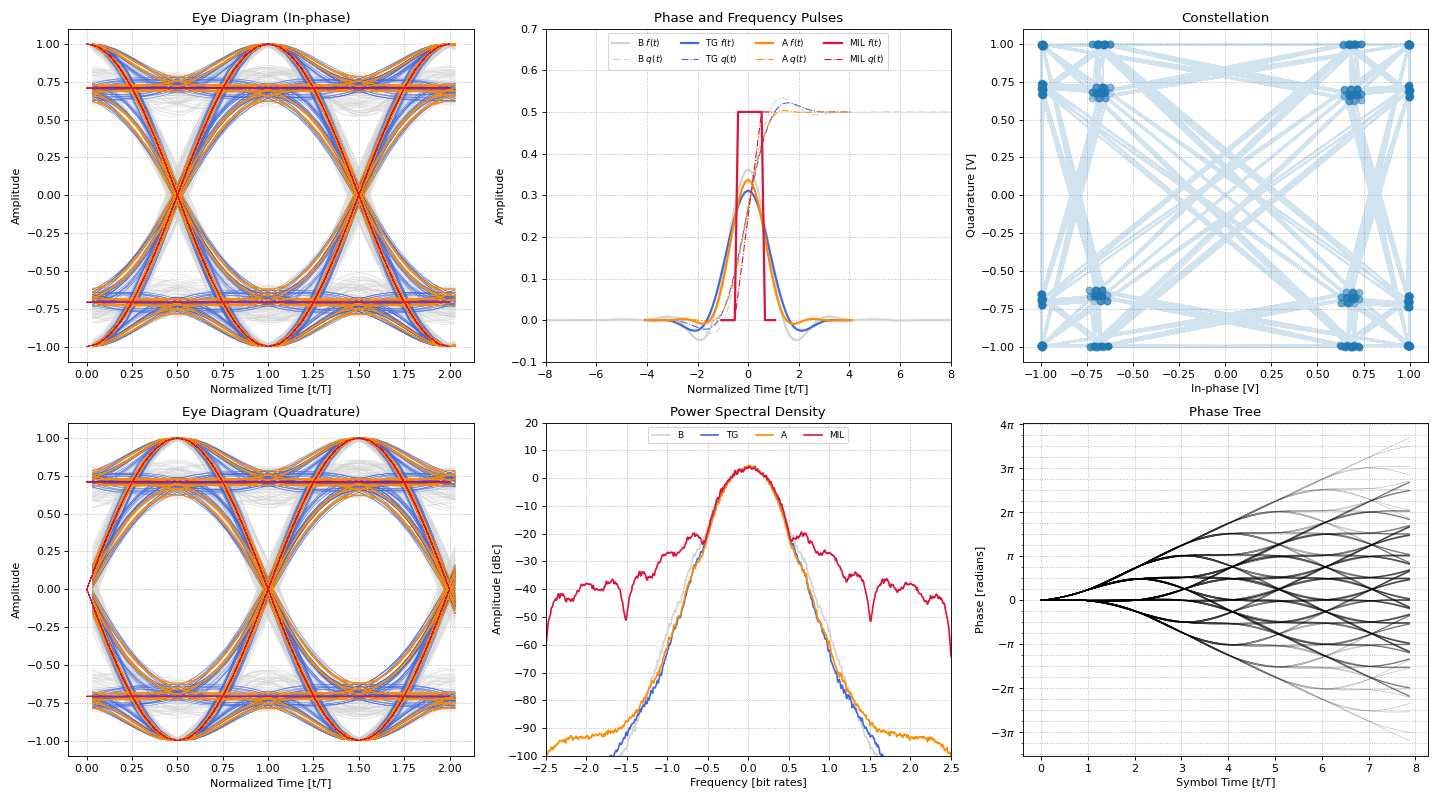 Eye Diagram (In-phase)
1.00
0.75
0.50
0.25
0.00
−0.25
−0.50
−0.75
−1.00
Amplitude
0.00 0.25 0.50 0.75 1.00 1.25 1.50 1.75 2.00
Normalized Time [t/T]
Phase and Frequency Pulses
B f(t) TG f(t) A f(t) MIL f(t)
B q(t) TG q(t) A q(t) MIL q(t)
0.7
0.6
0.5
0.4
0.3
0.2
0.1
0.0
−0.1
Amplitude
−8 −6 −4 −2 0 2 4 6 8
Normalized Time [t/T]
Constellation
1.00
0.75
0.50
0.25
0.00
−0.25
−0.50
−0.75
−1.00
Quadrature [V]
−1.00 −0.75 −0.50 −0.25 0.00 0.25 0.50 0.75 1.00
In-phase [V]
Eye Diagram (Quadrature)
1.00
0.75
0.50
0.25
0.00
−0.25
−0.50
−0.75
−1.00
Amplitude
0.00 0.25 0.50 0.75 1.00 1.25 1.50 1.75 2.00
Normalized Time [t/T]
Power Spectral Density
B TG A MIL
20
10
0
−10
−20
−30
−40
−50
−60
−70
−80
−90
−100
Amplitude [dBc]
−2.5 −2.0 −1.5 −1.0 −0.5 0.0 0.5 1.0 1.5 2.0 2.5
Frequency [bit rates]
Phase Tree
4π
3π
2π
π
0
−π
−2π
−3π
Phase [radians]
0 1 2 3 4 5 6 7 8
Symbol Time [t/T]